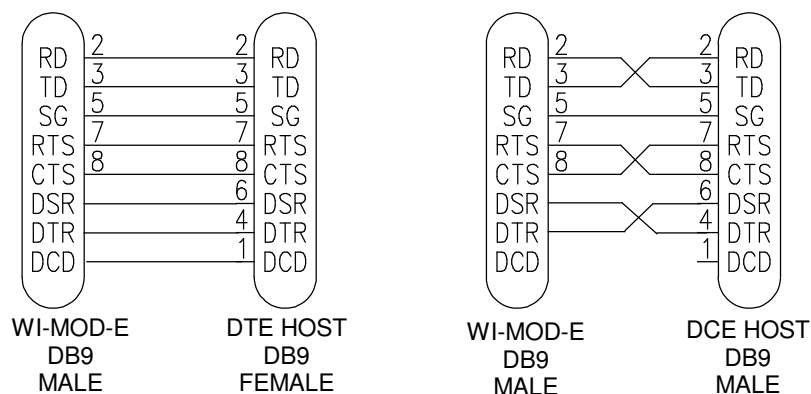 2 2
RD RD
3 3
TD TD
5 5
SG SG
7 7
RTS RTS
8 8
CTS CTS
6
DSR DSR
4
DTR DTR
1
DCD DCD
WI-MOD-E
DB9
MALE
DTE HOST
DB9
FEMALE
2 2
RD RD
3 3
TD TD
5 5
SG SG
7 7
RTS RTS
8 8
CTS CTS
6
DSR DSR
4
DTR DTR
1
DCD DCD
WI-MOD-E
DB9
MALE
DCE HOST
DB9
MALE